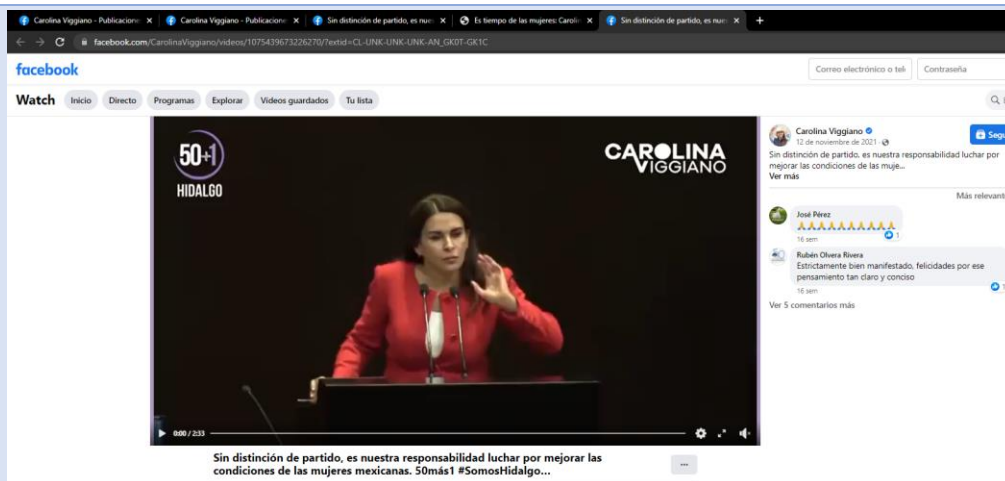 Carolina Viggiano - Publicacione
Carolina Viggiano - Publicacione
Sin distinción de partido, es nues
Es tiempo de las mujeres: Carolin
Sin distinción de partido, es nues
facebook.com/CarolinaViggiano/videos/1075439673226270/?extid=CL-UNK-UNK-UNK-AN_GK0T-GK1C
facebook
Correo electrónico o telé
Contraseña
Watch
Inicio
Directo
Programas
Explorar
Videos guardados
Tu lista
50+1
HIDALGO
CAROLINA
VIGGIANO
0:00 / 2:33
Sin distinción de partido, es nuestra responsabilidad luchar por mejorar las
condiciones de las mujeres mexicanas. 50más1 #SomosHidalgo...
Carolina Viggiano
Segu
12 de noviembre de 2021
Sin distinción de partido, es nuestra responsabilidad luchar por
mejorar las condiciones de las muje...
Ver más
Más relevant
José Pérez
16 sem
1
Rubén Olvera Rivera
Estrictamente bien manifestado, felicidades por ese
pensamiento tan claro y conciso
16 sem
1
Ver 5 comentarios más